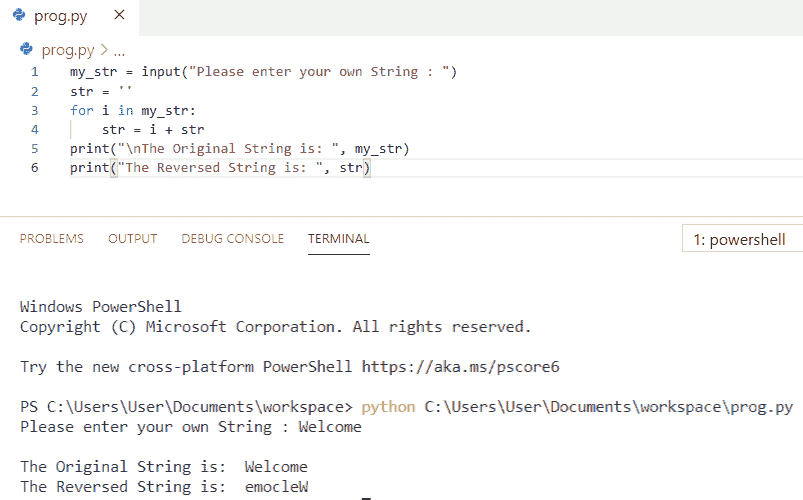 prog.py ×
prog.py > ...
1 my_str = input("Please enter your own String : ")
2 str = ''
3 for i in my_str:
4     str = i + str
5 print("\nThe Original String is: ", my_str)
6 print("The Reversed String is: ", str)
PROBLEMS OUTPUT DEBUG CONSOLE TERMINAL 1: powershell
Windows PowerShell
Copyright (C) Microsoft Corporation. All rights reserved.
Try the new cross-platform PowerShell https://aka.ms/pscore6
PS C:\Users\User\Documents\workspace> python C:\Users\User\Documents\workspace\prog.py
Please enter your own String : Welcome
The Original String is:  Welcome
The Reversed String is:  emocleW